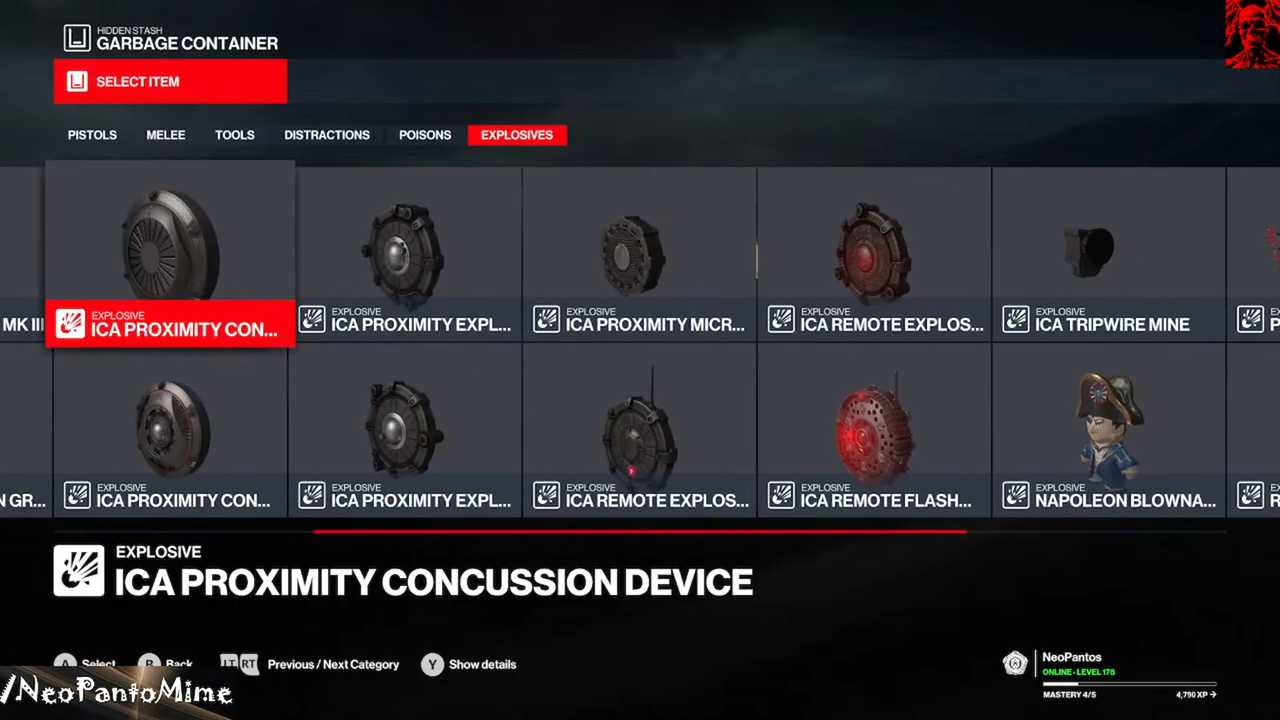 HIDDEN STASH
GARBAGE CONTAINER
SELECT ITEM
PISTOLS MELEE TOOLS DISTRACTIONS POISONS EXPLOSIVES
MK III
EXPLOSIVE
ICA PROXIMITY CON...
EXPLOSIVE
ICA PROXIMITY EXPL...
EXPLOSIVE
ICA PROXIMITY MICR...
EXPLOSIVE
ICA REMOTE EXPLOS...
EXPLOSIVE
ICA TRIPWIRE MINE
GR...
EXPLOSIVE
ICA PROXIMITY CON...
EXPLOSIVE
ICA PROXIMITY EXPL...
EXPLOSIVE
ICA REMOTE EXPLOS...
EXPLOSIVE
ICA REMOTE FLASH...
EXPLOSIVE
NAPOLEON BLOWNA...
EXPLOSIVE
ICA PROXIMITY CONCUSSION DEVICE
A Select B Back LT RT Previous / Next Category Y Show details
NeoPantos
ONLINE - LEVEL 178
MASTERY 4/5 4,790 XP
/NeoPantoMime